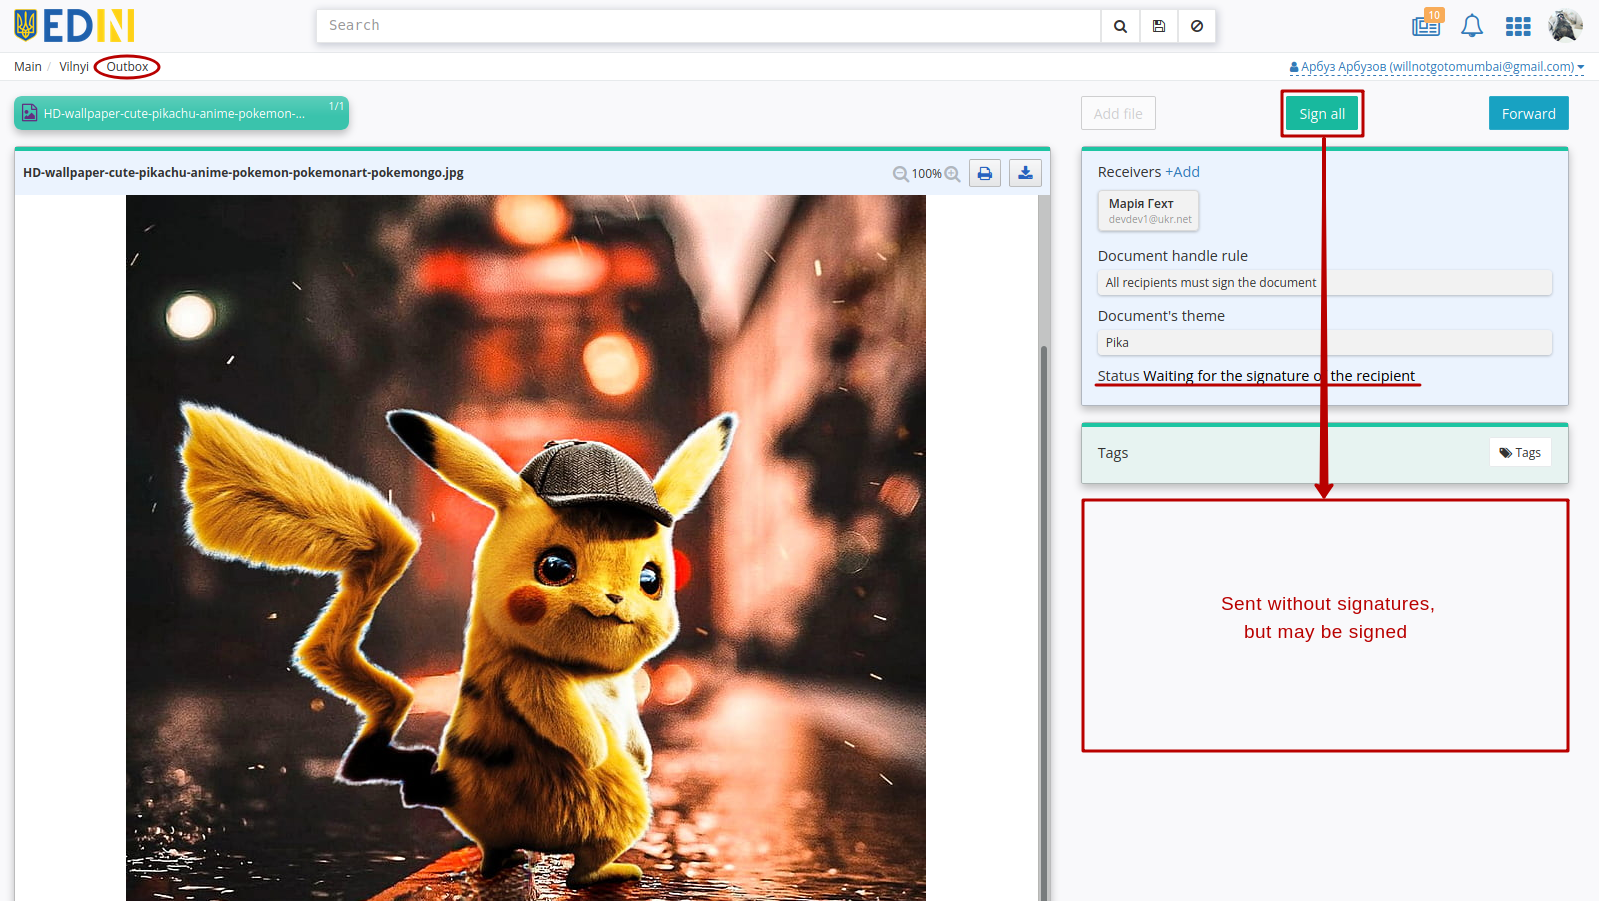 EDIN
Search
10
Main / Vilnyi Outbox
Арбуз Арбузов (willnotgotomumbai@gmail.com)
HD-wallpaper-cute-pikachu-anime-pokemon-...
1/1
Add file
Sign all
Forward
HD-wallpaper-cute-pikachu-anime-pokemon-pokemonart-pokemongo.jpg
100%
Receivers +Add
Марія Гехт
devdev1@ukr.net
Document handle rule
All recipients must sign the document
Document's theme
Pika
Status Waiting for the signature of the recipient
Tags
Tags
Sent without signatures,
but may be signed